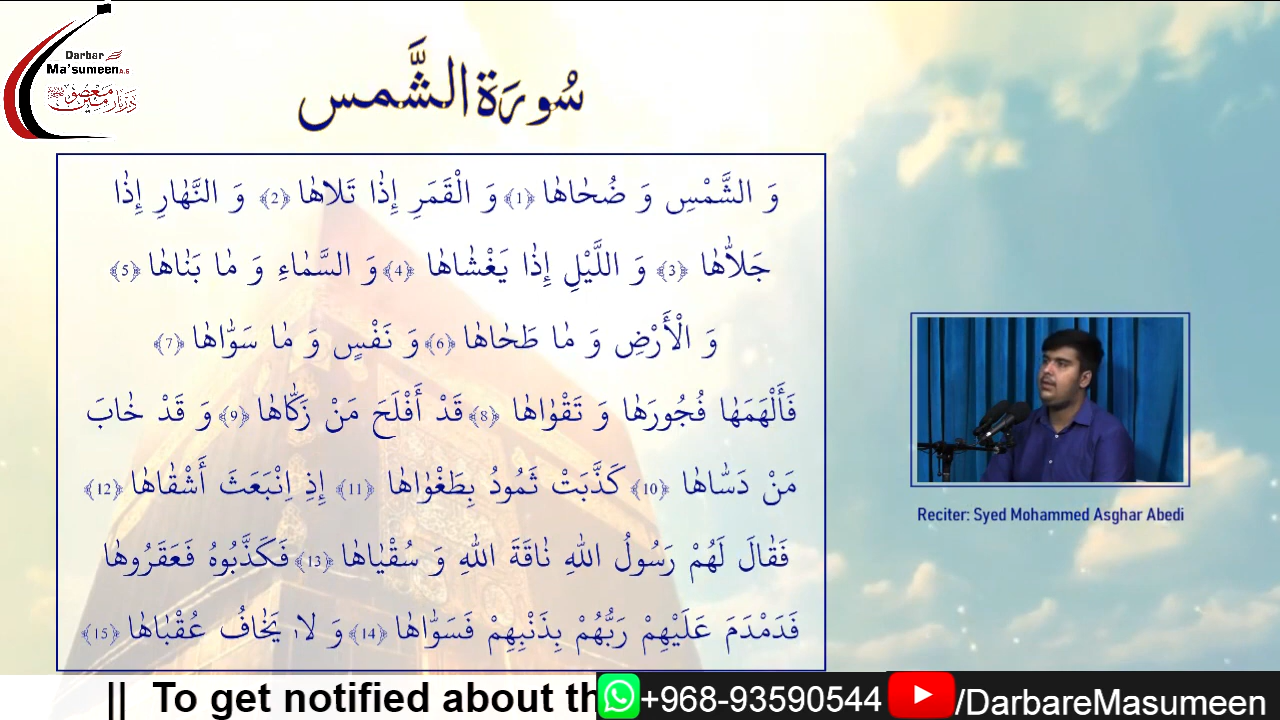 Darbar
Ma'sumeen A.S
دربار معصومین
سُورَة الشَّمس
وَ الشَّمْسِ وَ ضُحٰاهٰا ﴿1﴾ وَ الْقَمَرِ إِذٰا تَلاٰهٰا ﴿2﴾ وَ النَّهٰارِ إِذٰا
جَلاّٰهٰا ﴿3﴾ وَ اللَّيْلِ إِذٰا يَغْشٰاهٰا ﴿4﴾ وَ السَّمٰاءِ وَ مٰا بَنٰاهٰا ﴿5﴾
وَ الْأَرْضِ وَ مٰا طَحٰاهٰا ﴿6﴾ وَ نَفْسٍ وَ مٰا سَوّٰاهٰا ﴿7﴾
فَأَلْهَمَهٰا فُجُورَهٰا وَ تَقْوٰاهٰا ﴿8﴾ قَدْ أَفْلَحَ مَنْ زَكّٰاهٰا ﴿9﴾ وَ قَدْ خٰابَ
مَنْ دَسّٰاهٰا ﴿10﴾ كَذَّبَتْ ثَمُودُ بِطَغْوٰاهٰا ﴿11﴾ إِذِ اِنْبَعَثَ أَشْقٰاهٰا ﴿12﴾
فَقٰالَ لَهُمْ رَسُولُ اللّٰهِ نٰاقَةَ اللّٰهِ وَ سُقْيٰاهٰا ﴿13﴾ فَكَذَّبُوهُ فَعَقَرُوهٰا
فَدَمْدَمَ عَلَيْهِمْ رَبُّهُمْ بِذَنْبِهِمْ فَسَوّٰاهٰا ﴿14﴾ وَ لاٰ يَخٰافُ عُقْبٰاهٰا ﴿15﴾
Reciter: Syed Mohammed Asghar Abedi
|| To get notified about th
+968-93590544
/DarbareMasumeen